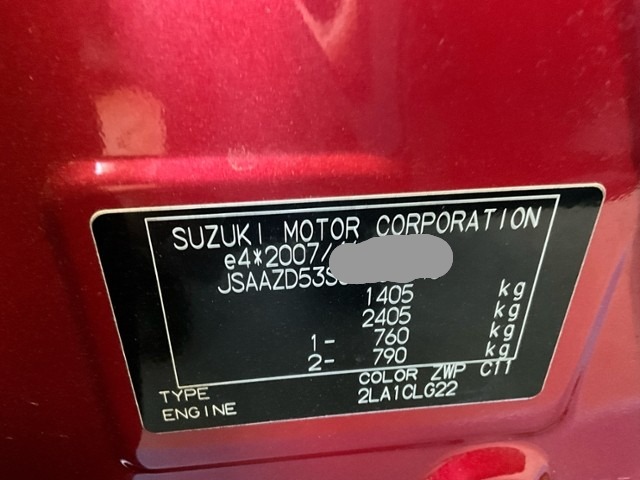 SUZUKI MOTOR CORPORATION
e4*2007/
JSAAZD53S
1405 kg
2405 kg
1- 760 kg
2- 790 kg
COLOR ZWP C11
TYPE
ENGINE 2LA1CLG22